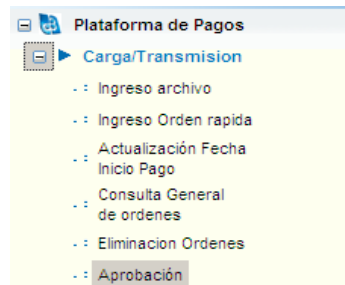 Plataforma de Pagos
Carga/Transmision
Ingreso archivo
Ingreso Orden rapida
Actualización Fecha
Inicio Pago
Consulta General
de ordenes
Eliminacion Ordenes
Aprobación